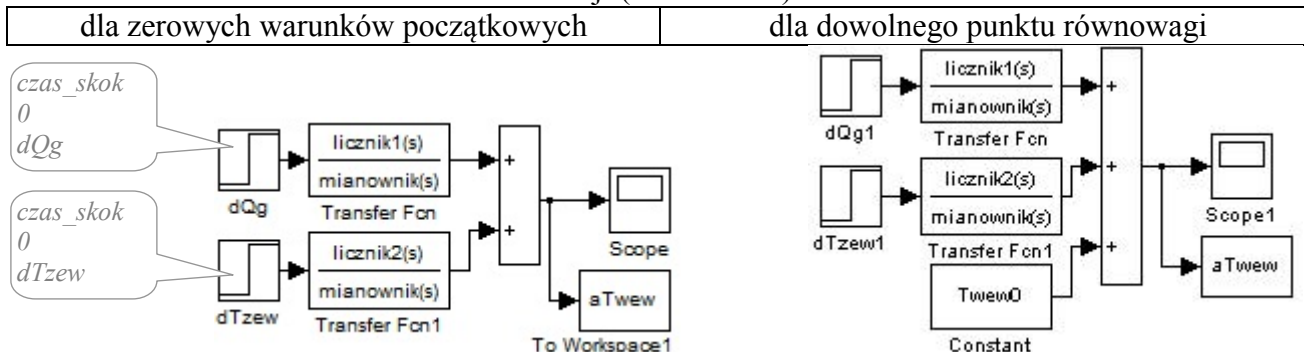 dla zerowych warunków początkowych
dla dowolnego punktu równowagi
czas_skok
0
dQg
czas_skok
0
dTzew
licznik1(s)
mianownik(s)
dQg
Transfer Fcn
licznik2(s)
mianownik(s)
dTzew
Transfer Fcn1
+
+
Scope
aTwew
To Workspace1
licznik1(s)
mianownik(s)
dQg1
Transfer Fcn
licznik2(s)
mianownik(s)
dTzew1
Transfer Fcn1
Twew0
Constant
+
+
+
Scope1
aTwew